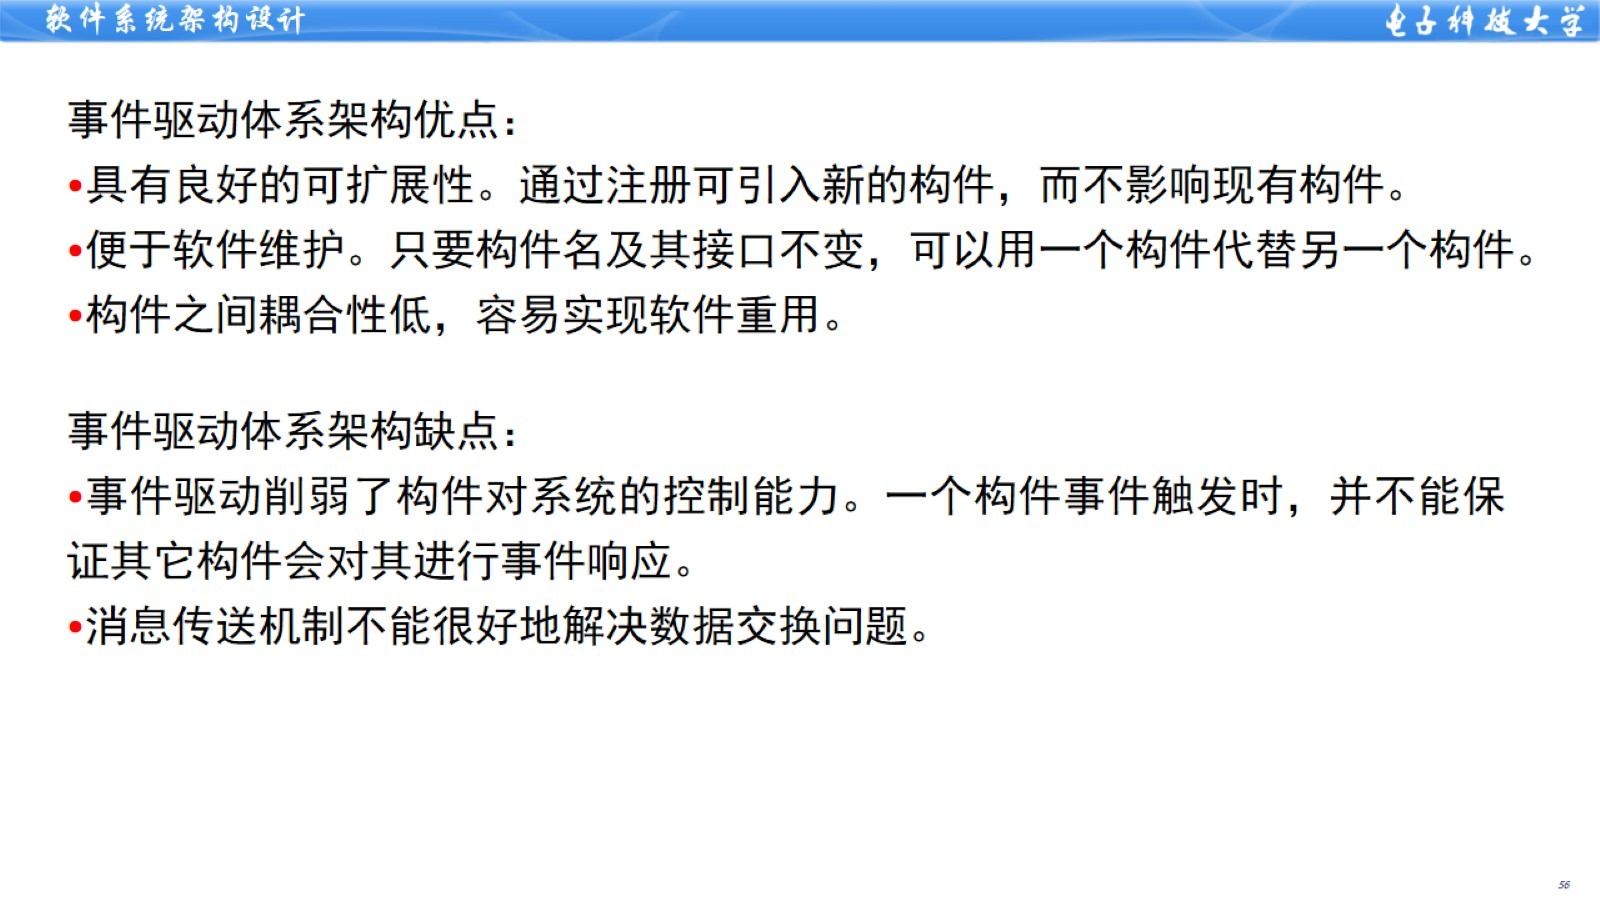 软件系统架构设计
电子科技大学
事件驱动体系架构优点：
•具有良好的可扩展性。通过注册可引入新的构件，而不影响现有构件。
•便于软件维护。只要构件名及其接口不变，可以用一个构件代替另一个构件。
•构件之间耦合性低，容易实现软件重用。
事件驱动体系架构缺点：
•事件驱动削弱了构件对系统的控制能力。一个构件事件触发时，并不能保
证其它构件会对其进行事件响应。
•消息传送机制不能很好地解决数据交换问题。
56